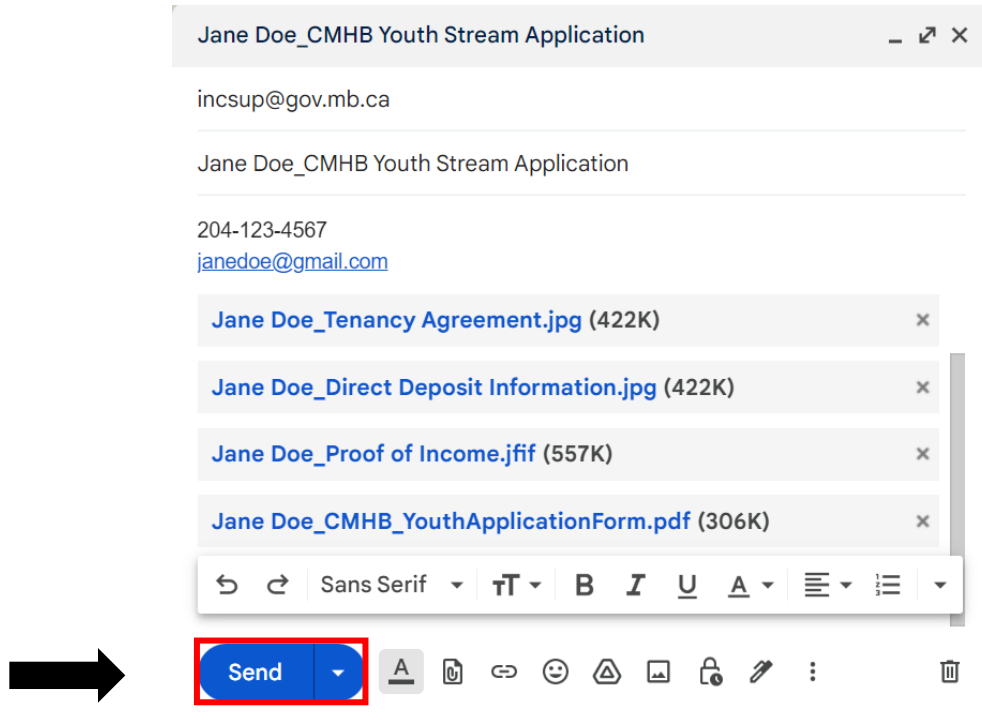 Jane Doe_CMHB Youth Stream Application
incsup@gov.mb.ca
Jane Doe_CMHB Youth Stream Application
204-123-4567
janedoe@gmail.com
Jane Doe_Tenancy Agreement.jpg (422K)
Jane Doe_Direct Deposit Information.jpg (422K)
Jane Doe_Proof of Income.jfif (557K)
Jane Doe_CMHB_YouthApplicationForm.pdf (306K)
Sans Serif
Send